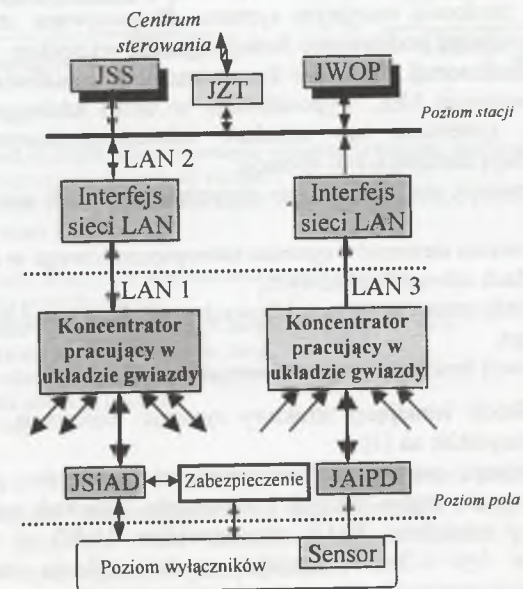 Centrum
sterowania
JSS
JZT
JWOP
Poziom stacji
LAN 2
Interfejs
sieci LAN
Interfejs
sieci LAN
LAN 1
LAN 3
Koncentrator
pracujący w
układzie gwiazdy
Koncentrator
pracujący w
układzie gwiazdy
JSiAD
Zabezpieczenie
JAiPD
Poziom pola
Poziom wyłączników
Sensor